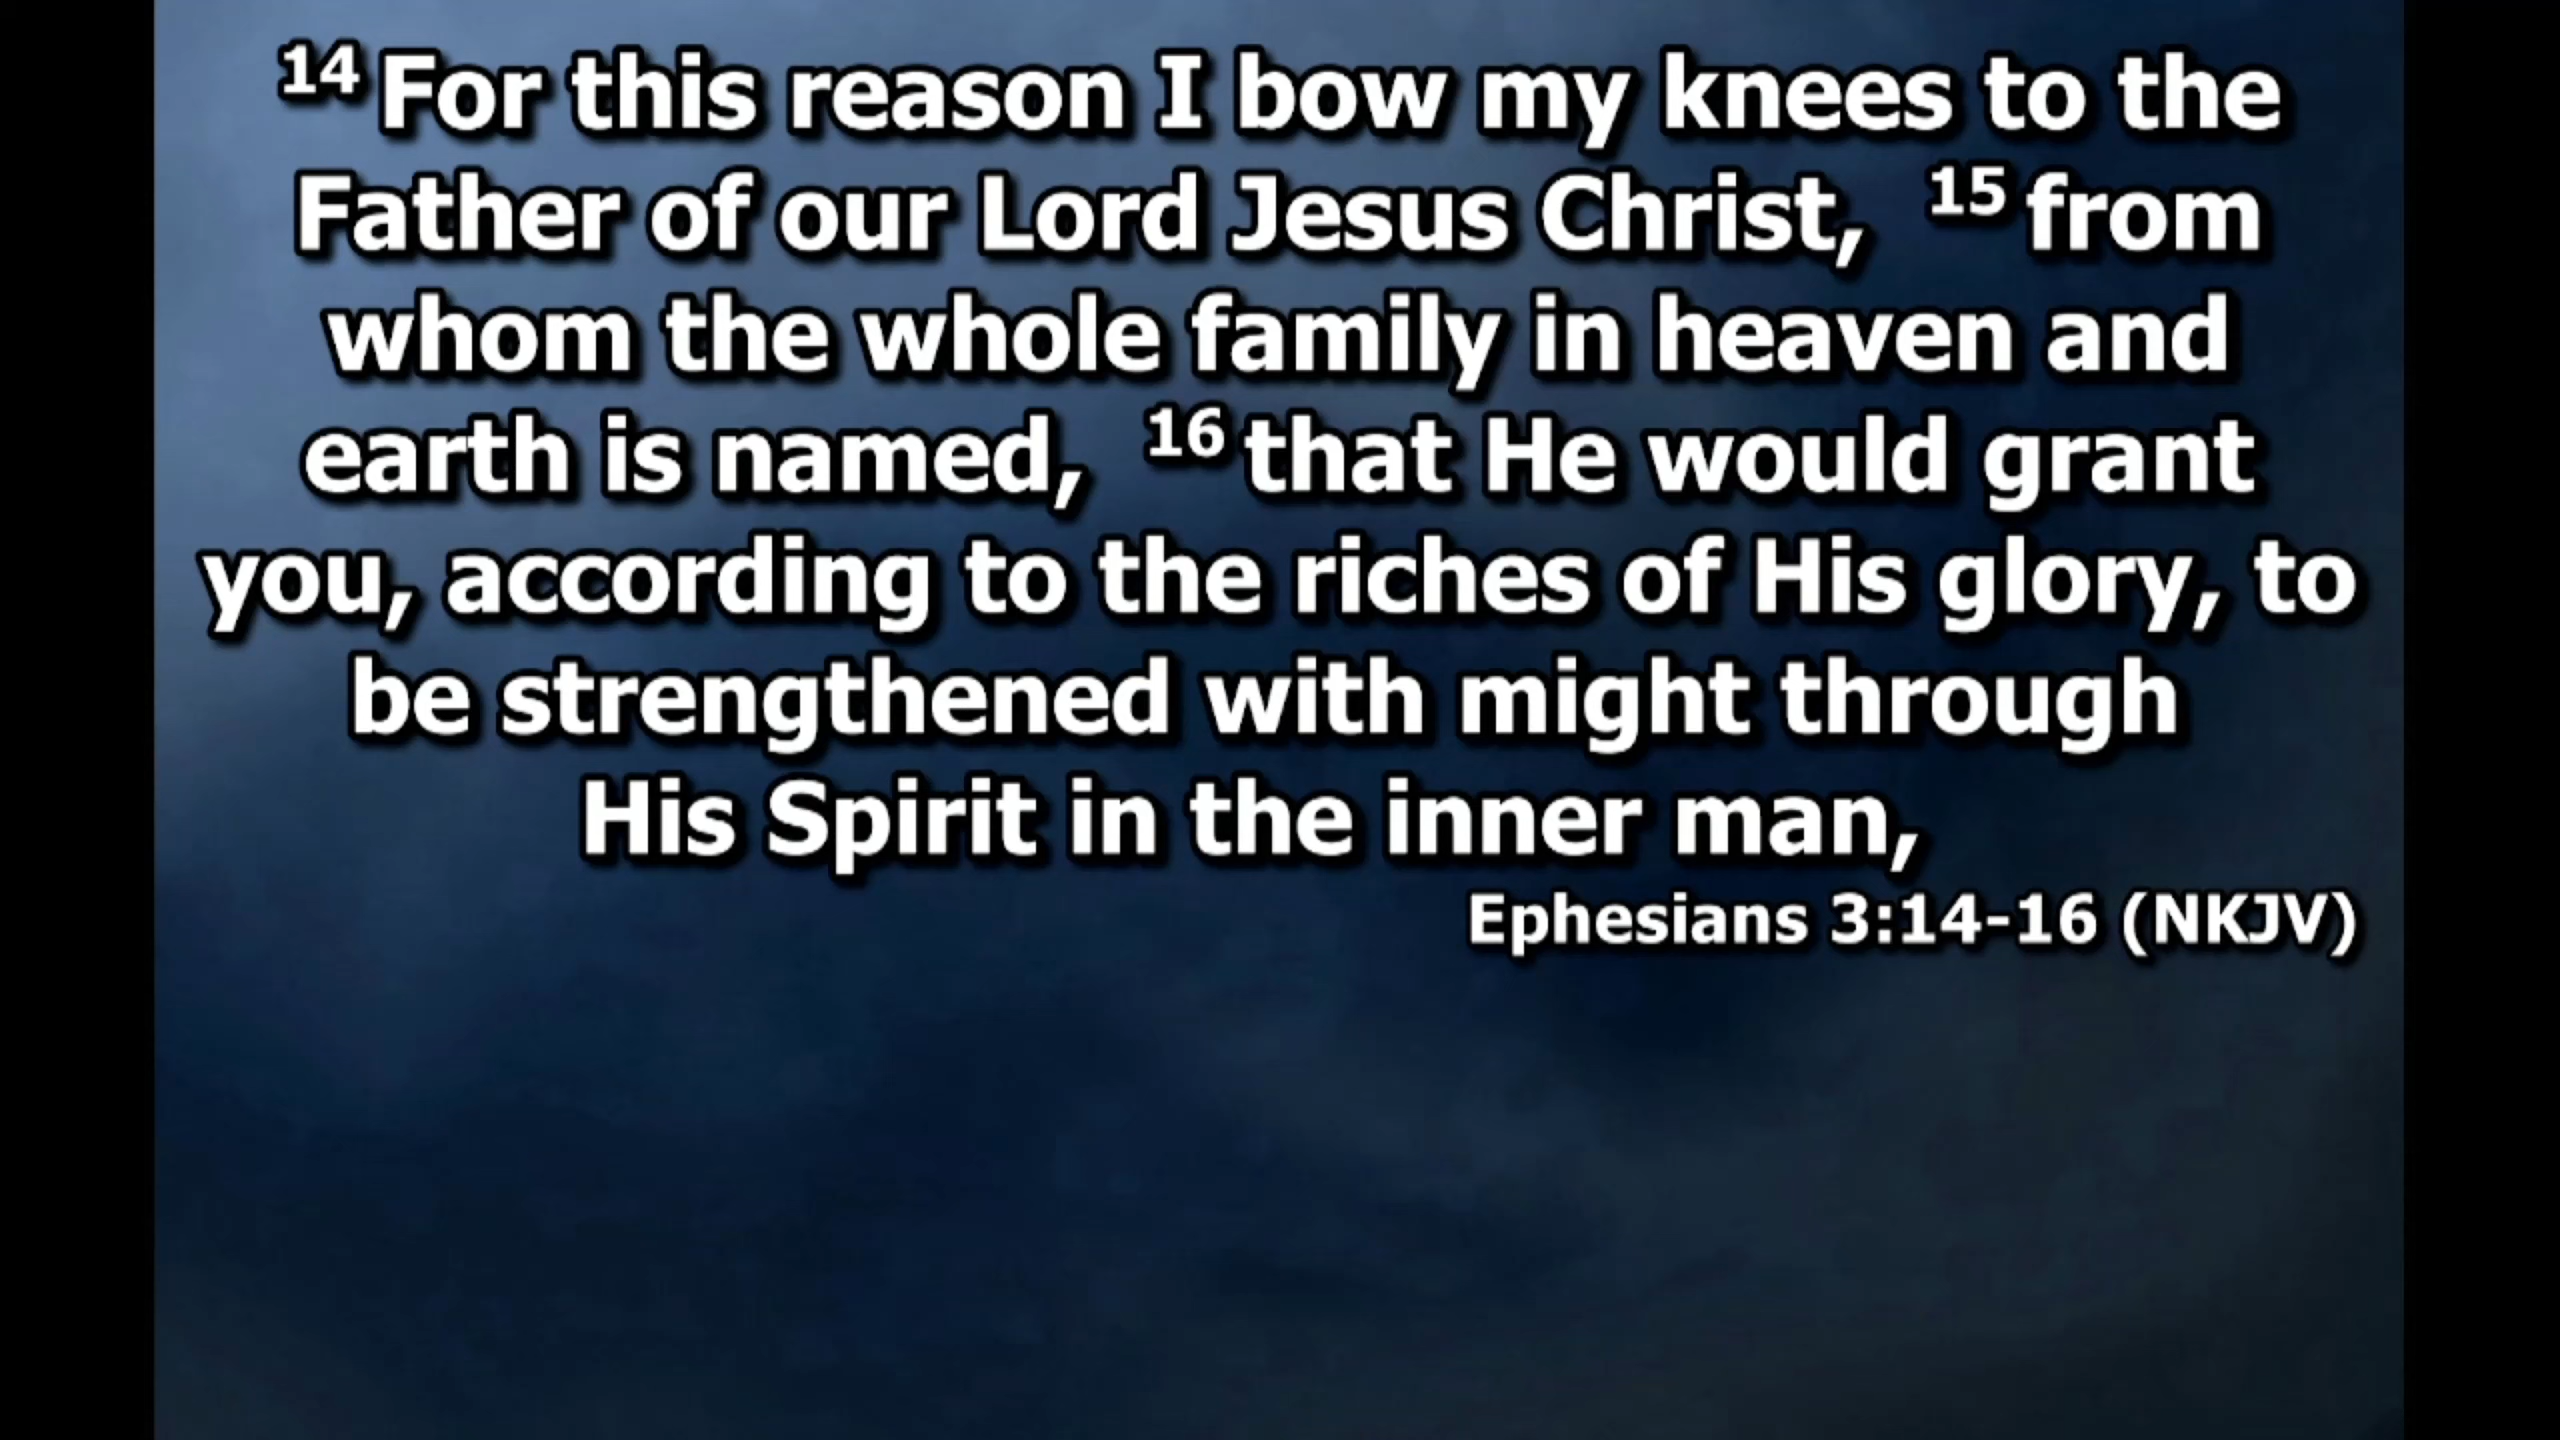 14 For this reason I bow my knees to the
Father of our Lord Jesus Christ, 15 from
whom the whole family in heaven and
earth is named, 16 that He would grant
you, according to the riches of His glory, to
be strengthened with might through
His Spirit in the inner man,
Ephesians 3:14-16 (NKJV)